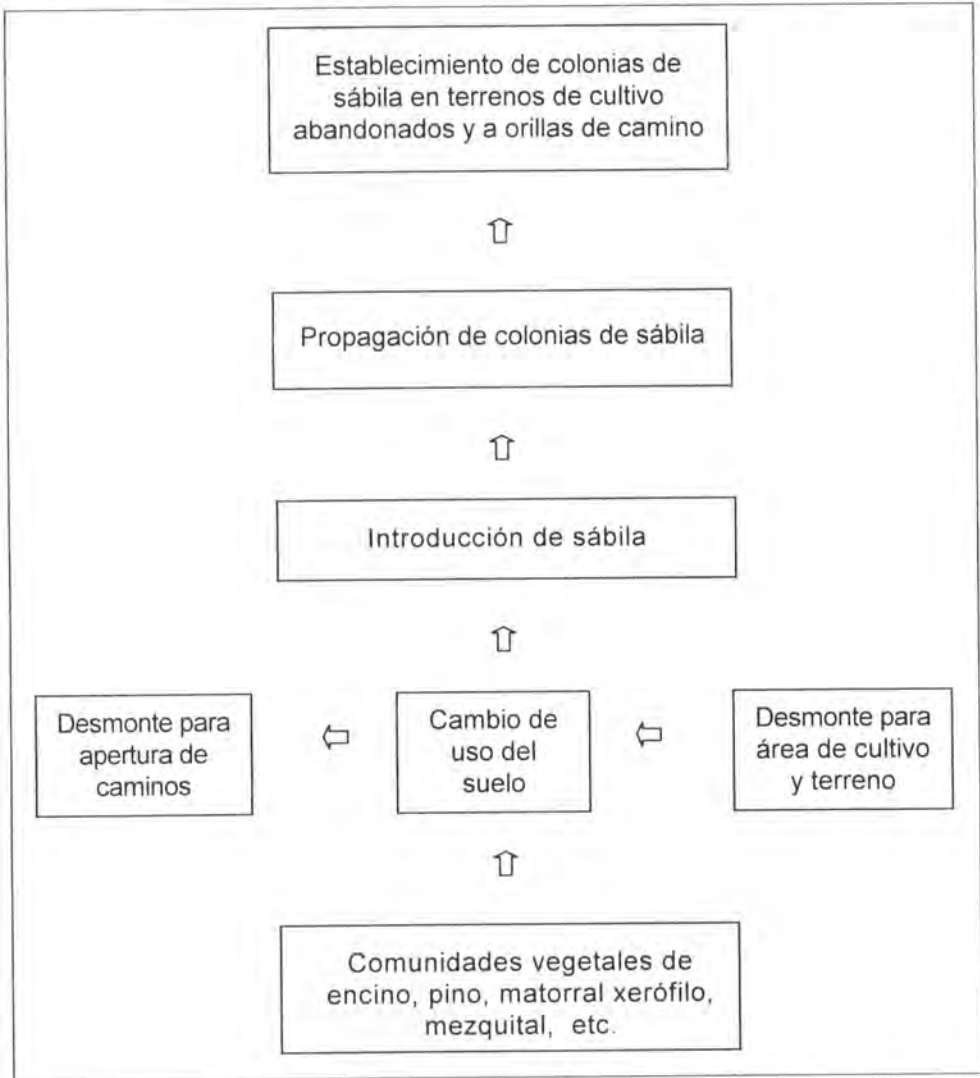 Establecimiento de colonias de
sábila en terrenos de cultivo
abandonados y a orillas de camino
Propagación de colonias de sábila
Introducción de sábila
Desmonte para
apertura de
caminos
Cambio de
uso del
suelo
Desmonte para
área de cultivo
y terreno
Comunidades vegetales de
encino, pino, matorral xerófilo,
mezquital, etc.